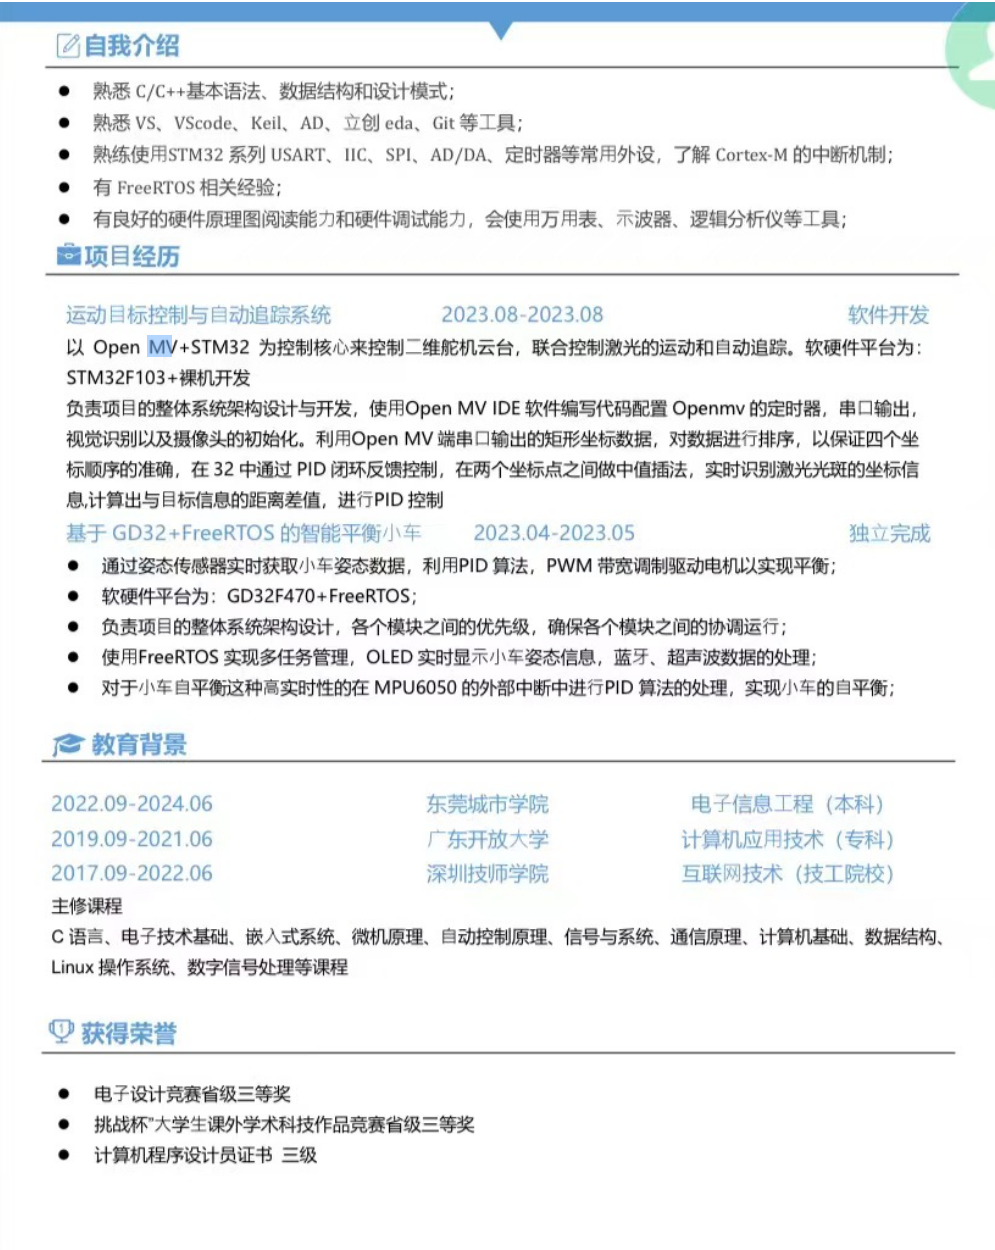 自我介绍
熟悉 C/C++基本语法、数据结构和设计模式；
熟悉 VS、VScode、Keil、AD、立创 eda、Git 等工具；
熟练使用STM32 系列 USART、IIC、SPI、AD/DA、定时器等常用外设，了解 Cortex-M 的中断机制；
有 FreeRTOS 相关经验；
有良好的硬件原理图阅读能力和硬件调试能力，会使用万用表、示波器、逻辑分析仪等工具；
项目经历
运动目标控制与自动追踪系统 2023.08-2023.08 软件开发
以 Open MV+STM32 为控制核心来控制二维舵机云台，联合控制激光的运动和自动追踪。软硬件平台为：
STM32F103+裸机开发
负责项目的整体系统架构设计与开发，使用Open MV IDE 软件编写代码配置 Openmv 的定时器，串口输出，
视觉识别以及摄像头的初始化。利用Open MV 端串口输出的矩形坐标数据，对数据进行排序，以保证四个坐
标顺序的准确，在 32 中通过 PID 闭环反馈控制，在两个坐标点之间做中值插法，实时识别激光光斑的坐标信
息,计算出与目标信息的距离差值，进行PID 控制
基于 GD32+FreeRTOS 的智能平衡小车 2023.04-2023.05 独立完成
通过姿态传感器实时获取小车姿态数据，利用PID 算法，PWM 带宽调制驱动电机以实现平衡；
软硬件平台为：GD32F470+FreeRTOS；
负责项目的整体系统架构设计，各个模块之间的优先级，确保各个模块之间的协调运行；
使用FreeRTOS 实现多任务管理，OLED 实时显示小车姿态信息，蓝牙、超声波数据的处理；
对于小车自平衡这种高实时性的在 MPU6050 的外部中断中进行PID 算法的处理，实现小车的自平衡；
教育背景
2022.09-2024.06 东莞城市学院 电子信息工程（本科）
2019.09-2021.06 广东开放大学 计算机应用技术（专科）
2017.09-2022.06 深圳技师学院 互联网技术（技工院校）
主修课程
C 语言、电子技术基础、嵌入式系统、微机原理、自动控制原理、信号与系统、通信原理、计算机基础、数据结构、
Linux 操作系统、数字信号处理等课程
获得荣誉
电子设计竞赛省级三等奖
挑战杯”大学生课外学术科技作品竞赛省级三等奖
计算机程序设计员证书 三级